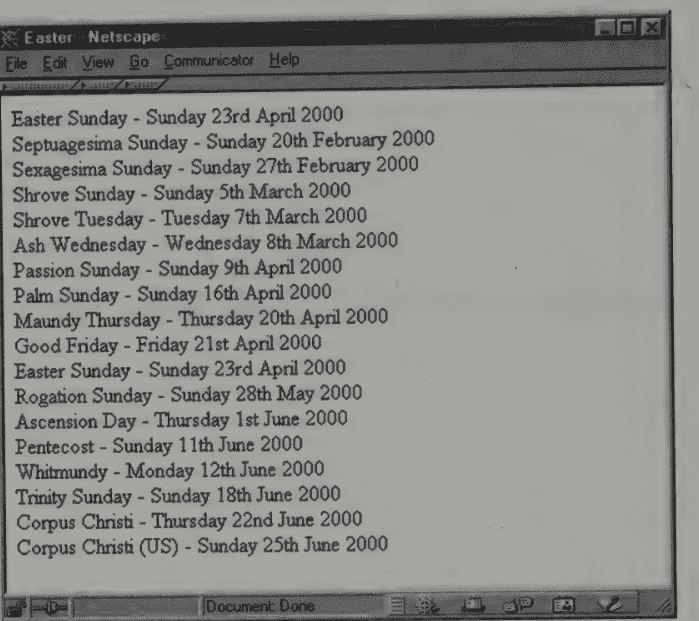 Easter - Netscape
File Edit View Go Communicator Help
Easter Sunday - Sunday 23rd April 2000
Septuagesima Sunday - Sunday 20th February 2000
Sexagesima Sunday - Sunday 27th February 2000
Shrove Sunday - Sunday 5th March 2000
Shrove Tuesday - Tuesday 7th March 2000
Ash Wednesday - Wednesday 8th March 2000
Passion Sunday - Sunday 9th April 2000
Palm Sunday - Sunday 16th April 2000
Maundy Thursday - Thursday 20th April 2000
Good Friday - Friday 21st April 2000
Easter Sunday - Sunday 23rd April 2000
Rogation Sunday - Sunday 28th May 2000
Ascension Day - Thursday 1st June 2000
Pentecost - Sunday 11th June 2000
Whitmundy - Monday 12th June 2000
Trinity Sunday - Sunday 18th June 2000
Corpus Christi - Thursday 22nd June 2000
Corpus Christi (US) - Sunday 25th June 2000
Document: Done